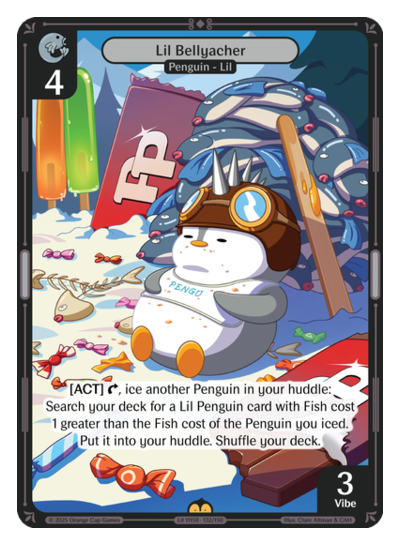 Lil Bellyacher
Penguin - Lil
4
PENGU
[ACT] , ice another Penguin in your huddle:
Search your deck for a Lil Penguin card with Fish cost
1 greater than the Fish cost of the Penguin you iced.
Put it into your huddle. Shuffle your deck.
3
Vibe
© 2025 Orange Cap Games